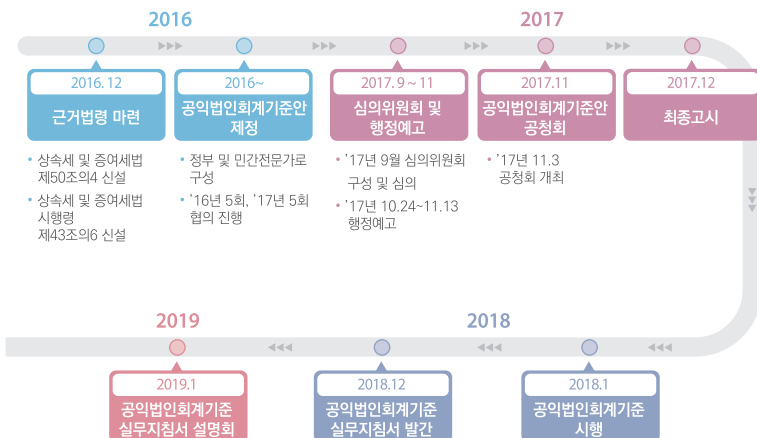 2016
2017
2016. 12
근거법령 마련
2016~
공익법인회계기준안
제정
2017. 9 ~ 11
심의위원회 및
행정예고
2017.11
공익법인회계기준안
공청회
2017.12
최종고시
• 상속세 및 증여세법
제50조의4 신설
• 상속세 및 증여세법
시행령
제43조의6 신설
• 정부 및 민간전문가로
구성
• '16년 5회, '17년 5회
협의 진행
• '17년 9월 심의위원회
구성 및 심의
• '17년 10.24~11.13
행정예고
• '17년 11.3
공청회 개최
2019
2018
2019.1
공익법인회계기준
실무지침서 설명회
2018.12
공익법인회계기준
실무지침서 발간
2018.1
공익법인회계기준
시행